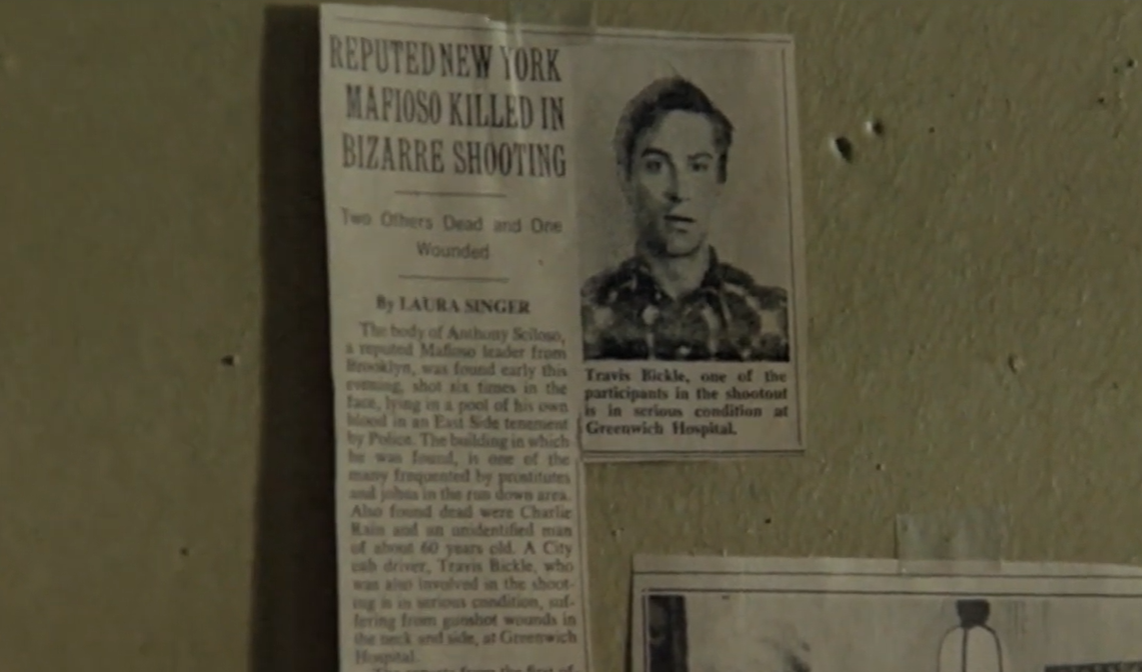 REPUTED NEW YORK
MAFIOSO KILLED IN
BIZARRE SHOOTING
Two Others Dead and One
Wounded
By LAURA SINGER
The body of Anthony Sciloso,
a reputed Mafioso leader from
Brooklyn, was found early this
evening, shot six times in the
face, lying in a pool of his own
blood in an East Side tenement
by Police. The building in which
he was found, is one of the
many frequented by prostitutes
and johns in the run down area.
Also found dead were Charlie
Rain and an unidentified man
of about 60 years old. A City
cab driver, Travis Bickle, who
was also involved in the shoot-
ing is in serious condition, suf-
fering from gunshot wounds in
the neck and side, at Greenwich
Hospital.
Travis Bickle, one of the
participants in the shootout
is in serious condition at
Greenwich Hospital.